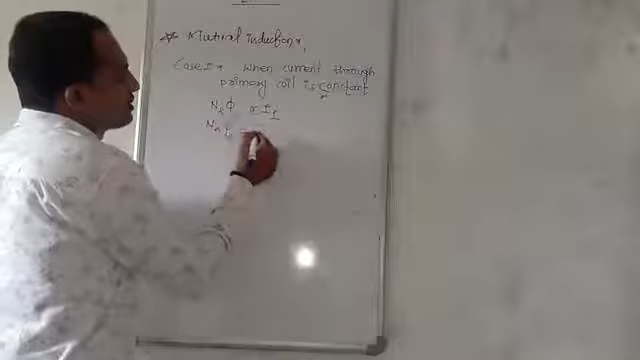 Mutual induction :
Case I : when current through
primary coil is constant
N₂ϕ ∝ I₁
N₂ ϕ =